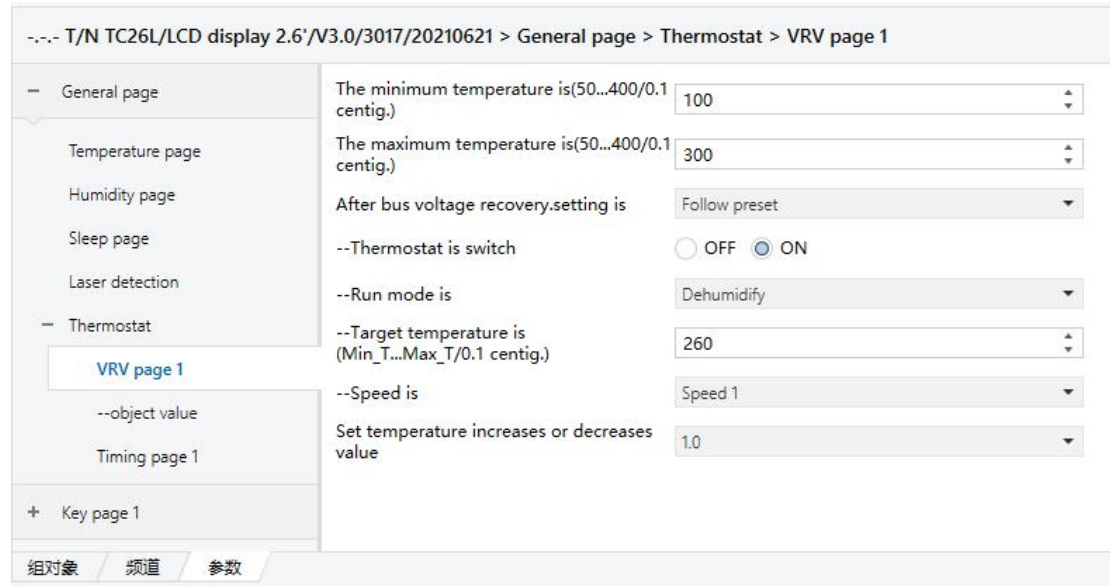 -.-.- T/N TC26L/LCD display 2.6'/V3.0/3017/20210621 > General page > Thermostat > VRV page 1
General page
Temperature page
Humidity page
Sleep page
Laser detection
Thermostat
VRV page 1
--object value
Timing page 1
Key page 1
The minimum temperature is(50...400/0.1
centig.)
100
The maximum temperature is(50...400/0.1
centig.)
300
After bus voltage recovery.setting is
Follow preset
--Thermostat is switch
OFF ON
--Run mode is
Dehumidify
--Target temperature is
(Min_T...Max_T/0.1 centig.)
260
--Speed is
Speed 1
Set temperature increases or decreases
value
1.0
组对象 频道 参数